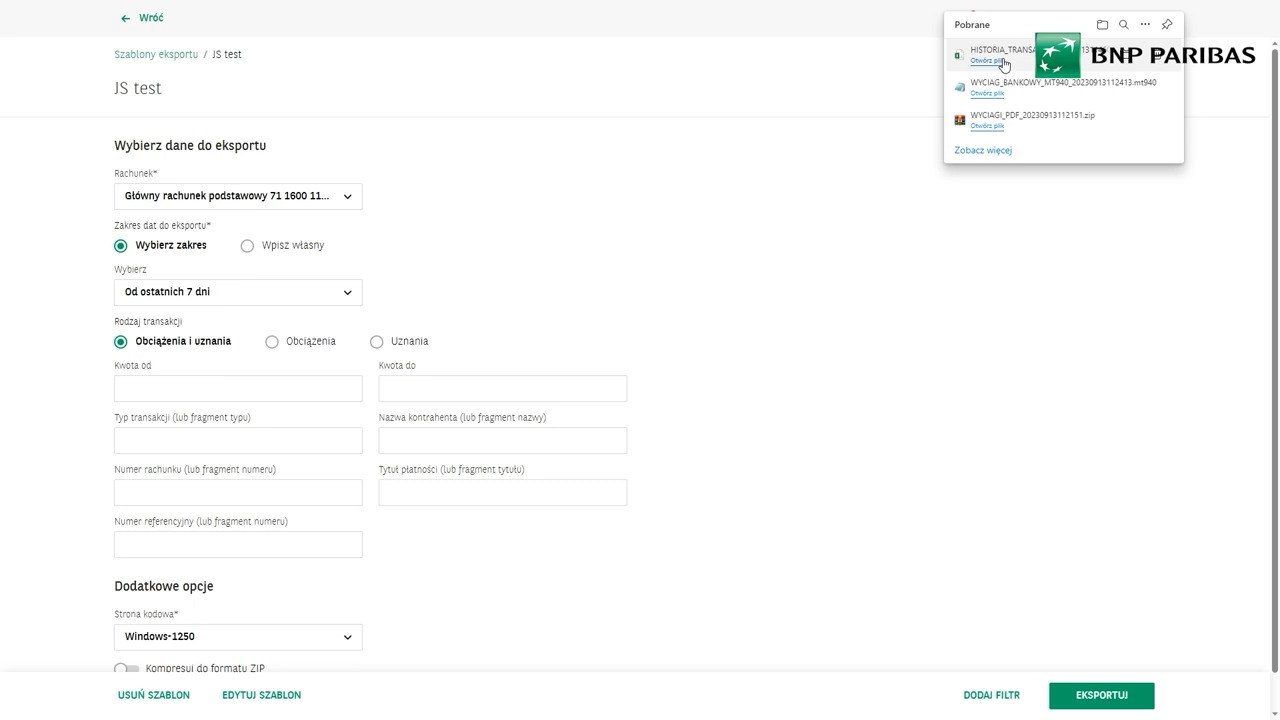 Wróć
Pobrane
Szablony eksportu / JS test
HISTORIA_TRANSA
Otwórz plik
BNP PARIBAS
WYCIAG_BANKOWY_MT940_20230913112413.mt940
Otwórz plik
JS test
WYCIAGI_PDF_20230913112151.zip
Otwórz plik
Zobacz więcej
Wybierz dane do eksportu
Rachunek*
Główny rachunek podstawowy 71 1600 11...
Zakres dat do eksportu*
Wybierz zakres Wpisz własny
Wybierz
Od ostatnich 7 dni
Rodzaj transakcji
Obciążenia i uznania Obciążenia Uznania
Kwota od Kwota do
Typ transakcji (lub fragment typu) Nazwa kontrahenta (lub fragment nazwy)
Numer rachunku (lub fragment numeru) Tytuł płatności (lub fragment tytułu)
Numer referencyjny (lub fragment numeru)
Dodatkowe opcje
Strona kodowa*
Windows-1250
Kompresuj do formatu ZIP
USUŃ SZABLON EDYTUJ SZABLON DODAJ FILTR EKSPORTUJ